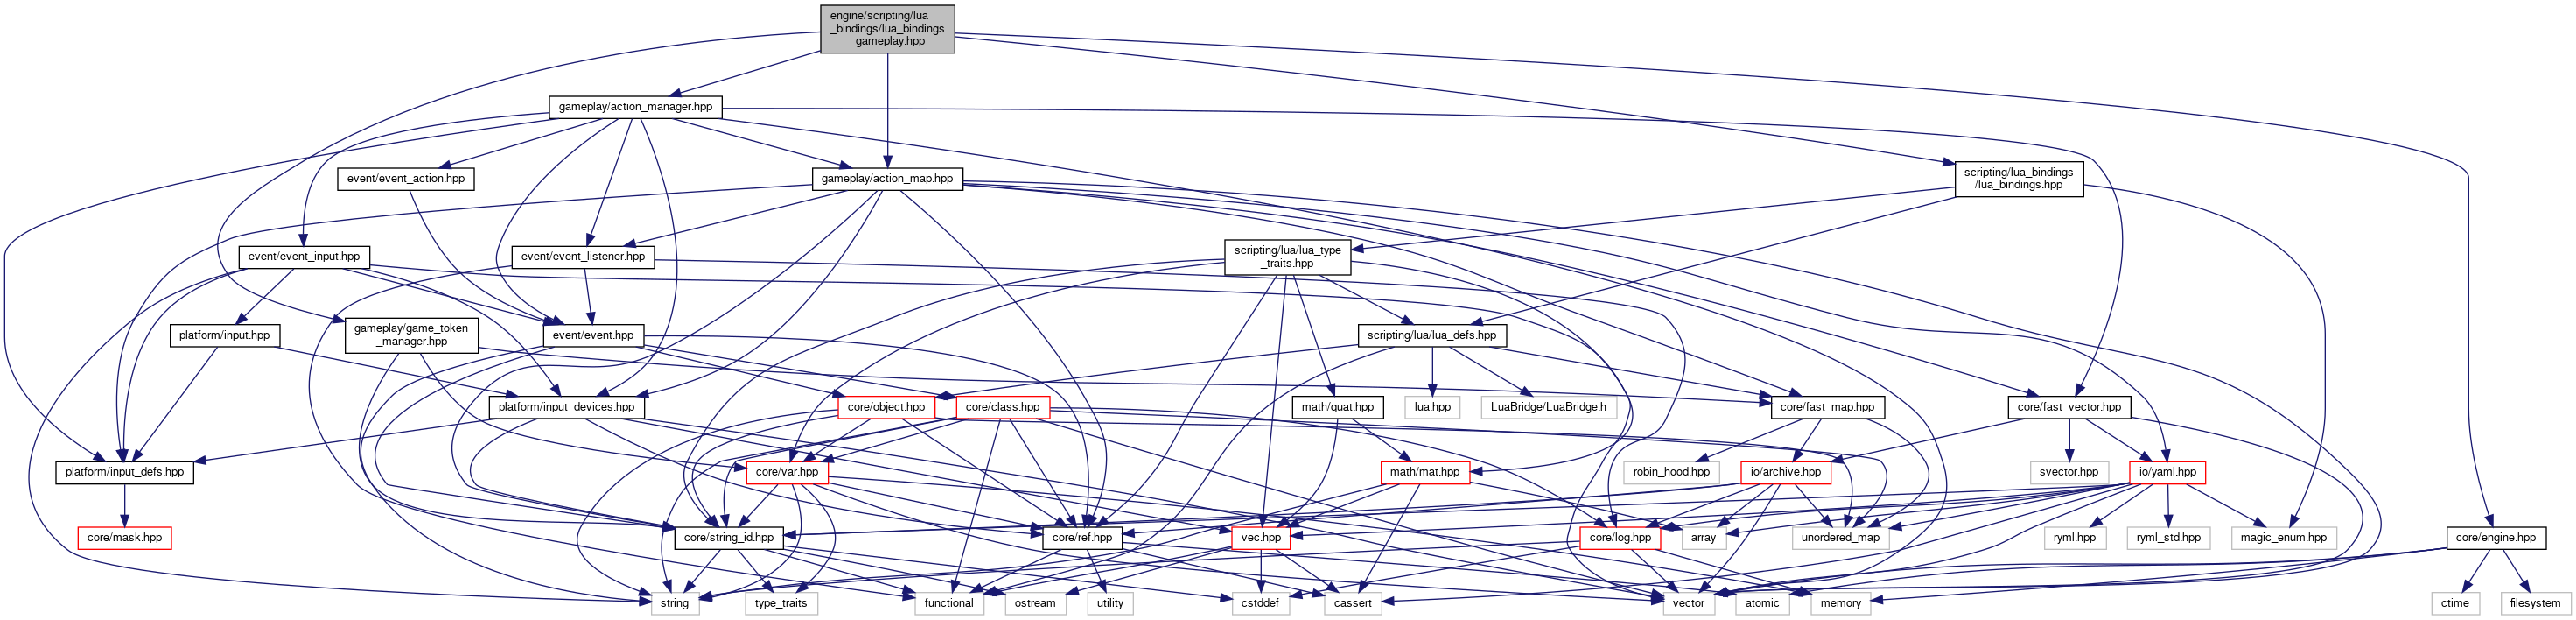 engine/scripting/lua
_bindings/lua_bindings
_gameplay.hpp
gameplay/action_manager.hpp
event/event_action.hpp
gameplay/action_map.hpp
scripting/lua_bindings
/lua_bindings.hpp
event/event_input.hpp
event/event_listener.hpp
scripting/lua/lua_type
_traits.hpp
platform/input.hpp
gameplay/game_token
_manager.hpp
event/event.hpp
scripting/lua/lua_defs.hpp
platform/input_devices.hpp
core/object.hpp
core/class.hpp
math/quat.hpp
lua.hpp
LuaBridge/LuaBridge.h
core/fast_map.hpp
core/fast_vector.hpp
platform/input_defs.hpp
core/var.hpp
math/mat.hpp
robin_hood.hpp
io/archive.hpp
svector.hpp
io/yaml.hpp
core/mask.hpp
core/string_id.hpp
core/ref.hpp
vec.hpp
core/log.hpp
array
unordered_map
ryml.hpp
ryml_std.hpp
magic_enum.hpp
core/engine.hpp
string
type_traits
functional
ostream
utility
cstddef
cassert
vector
atomic
memory
ctime
filesystem